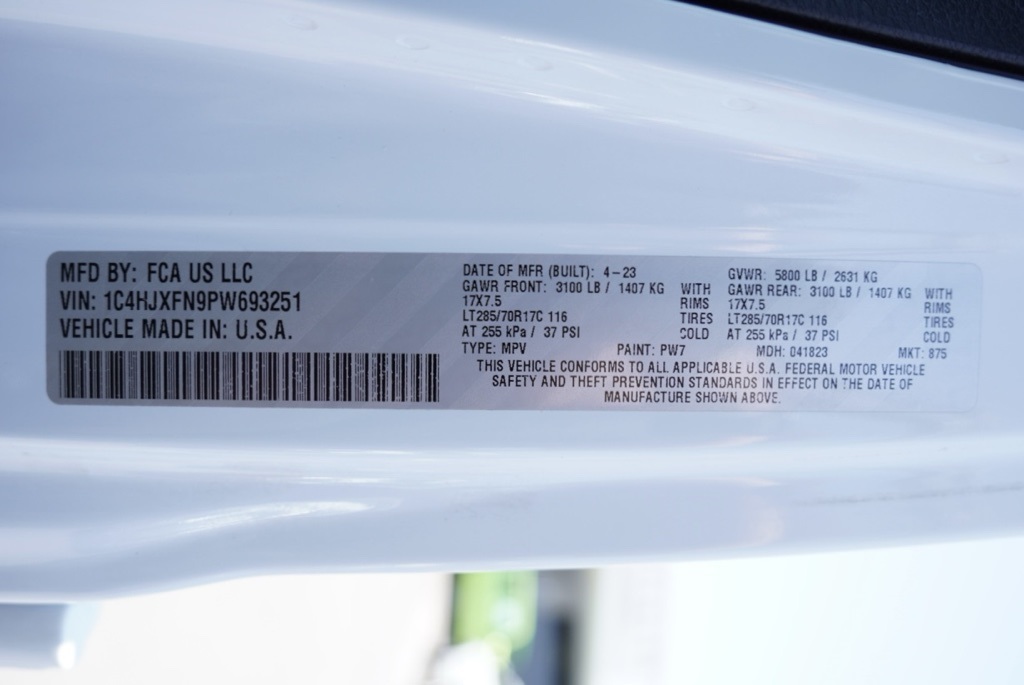 MFD BY: FCA US LLC
VIN: 1C4HJXFN9PW693251
VEHICLE MADE IN: U.S.A.
DATE OF MFR (BUILT): 4-23
GAWR FRONT: 3100 LB / 1407 KG WITH
17X7.5 RIMS
LT285/70R17C 116 TIRES
AT 255 kPa / 37 PSI COLD
GVWR: 5800 LB / 2631 KG
GAWR REAR: 3100 LB / 1407 KG WITH
17X7.5 RIMS
LT285/70R17C 116 TIRES
AT 255 kPa / 37 PSI COLD
TYPE: MPV PAINT: PW7 MDH: 041823 MKT: 875
THIS VEHICLE CONFORMS TO ALL APPLICABLE U.S.A. FEDERAL MOTOR VEHICLE
SAFETY AND THEFT PREVENTION STANDARDS IN EFFECT ON THE DATE OF
MANUFACTURE SHOWN ABOVE.